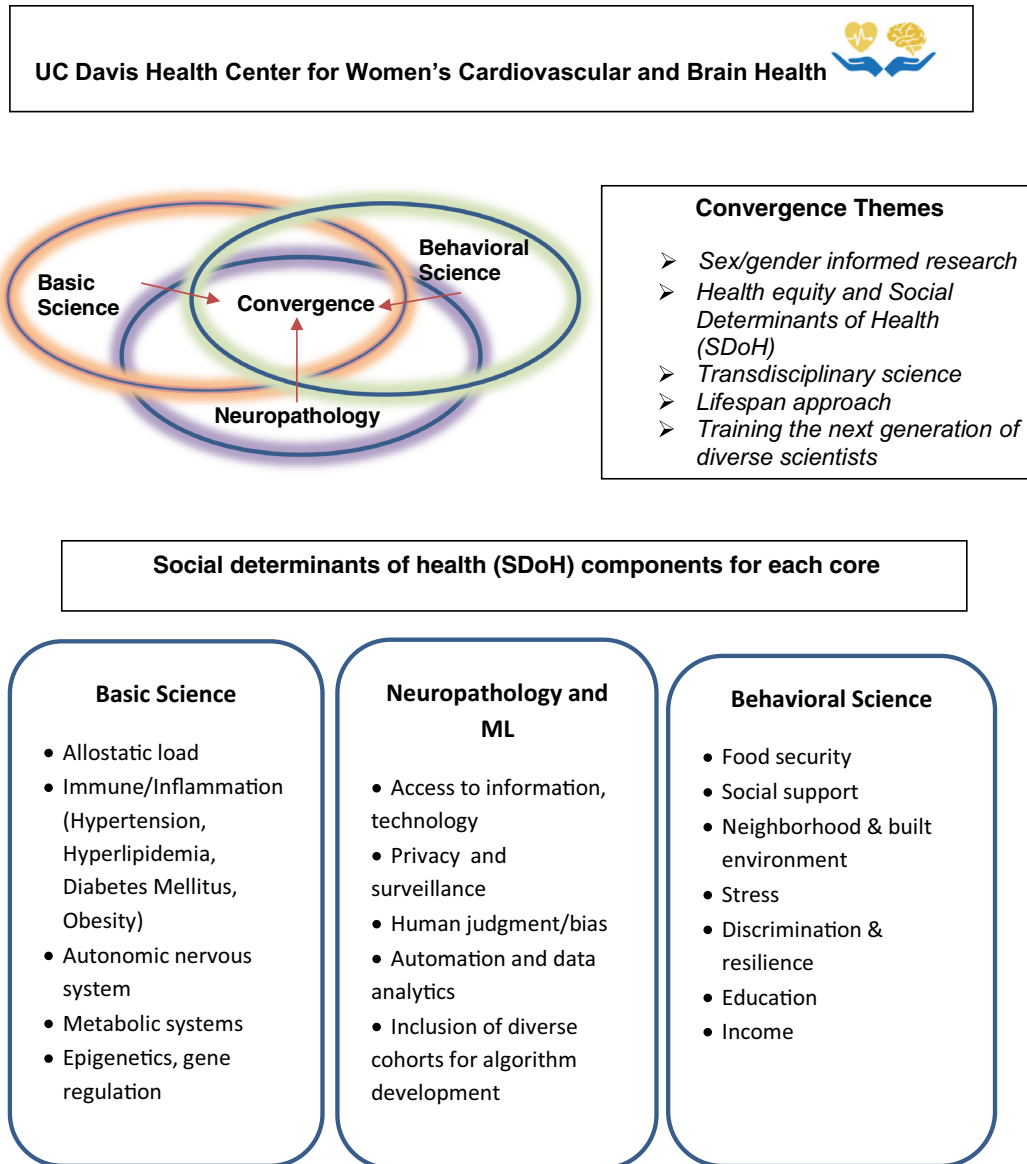 UC Davis Health Center for Women’s Cardiovascular and Brain Health
Basic
Science
Behavioral
Science
Convergence
Neuropathology
Convergence Themes
➢ Sex/gender informed research
➢ Health equity and Social
Determinants of Health
(SDoH)
➢ Transdisciplinary science
➢ Lifespan approach
➢ Training the next generation of
diverse scientists
Social determinants of health (SDoH) components for each core
Basic Science
• Allostatic load
• Immune/Inflammation
(Hypertension,
Hyperlipidemia,
Diabetes Mellitus,
Obesity)
• Autonomic nervous
system
• Metabolic systems
• Epigenetics, gene
regulation
Neuropathology and
ML
• Access to information,
technology
• Privacy and
surveillance
• Human judgment/bias
• Automation and data
analytics
• Inclusion of diverse
cohorts for algorithm
development
Behavioral Science
• Food security
• Social support
• Neighborhood & built
environment
• Stress
• Discrimination &
resilience
• Education
• Income